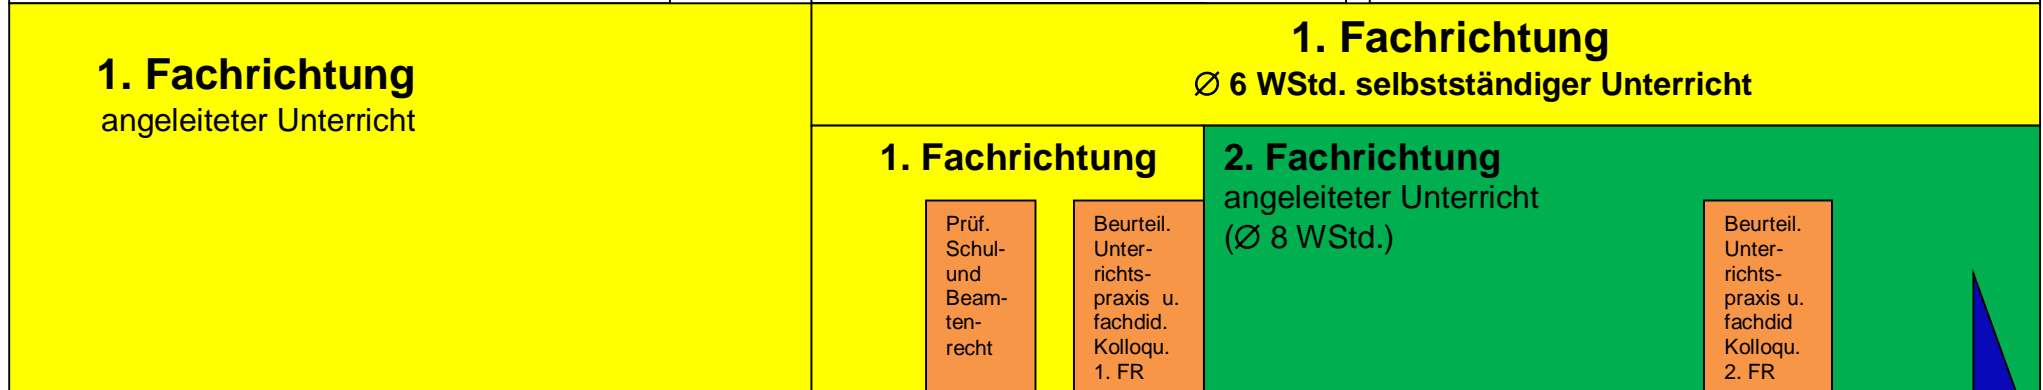 1. Fachrichtung
angeleiteter Unterricht
1. Fachrichtung
∅ 6 WStd. selbstständiger Unterricht
1. Fachrichtung
Prüf.
Schul-
und
Beam-
ten-
recht
Beurteil.
Unter-
richts-
praxis u.
fachdid.
Kolloqu.
1. FR
2. Fachrichtung
angeleiteter Unterricht
(∅ 8 WStd.)
Beurteil.
Unter-
richts-
praxis u.
fachdid
Kolloqu.
2. FR